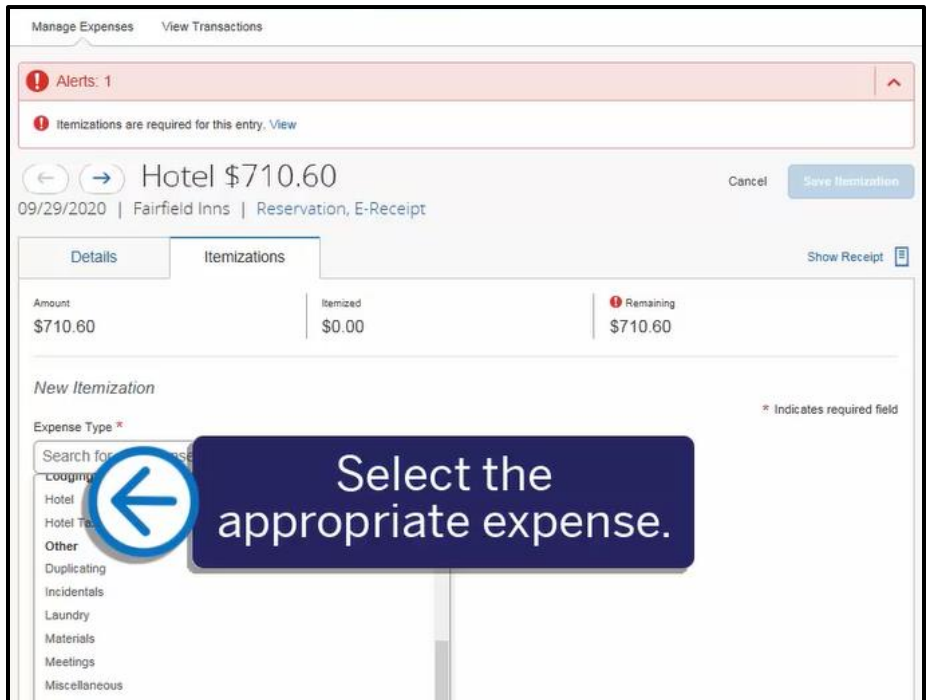 Manage Expenses View Transactions
Alerts: 1
Itemizations are required for this entry. View
Hotel $710.60
Cancel Save Itemization
09/29/2020 | Fairfield Inns | Reservation, E-Receipt
Details Itemizations Show Receipt
Amount Itemized Remaining
$710.60 $0.00 $710.60
New Itemization
* Indicates required field
Expense Type *
Search for
Lodging
Hotel
Hotel
Other
Duplicating
Incidentals
Laundry
Materials
Meetings
Miscellaneous
Select the
appropriate expense.